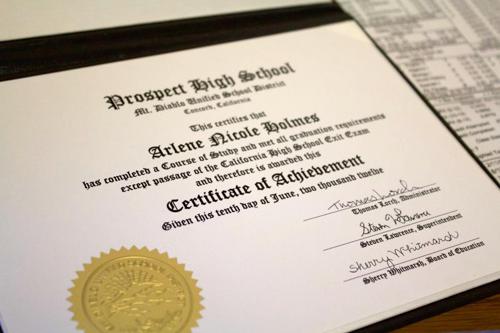 Prospect High School
Mt. Diablo Unified School District
Concord, California
This certifies that
Arlene Nicole Holmes
has completed a Course of Study and met all graduation requirements
except passage of the California High School Exit Exam
and therefore is awarded this
Certificate of Achievement
Given this tenth day of June, two thousand twelve
Thomas Lorch, Administrator
Steven Lawrence, Superintendent
Sherry Whitmarsh
Sherry Whitmarsh, Board of Education